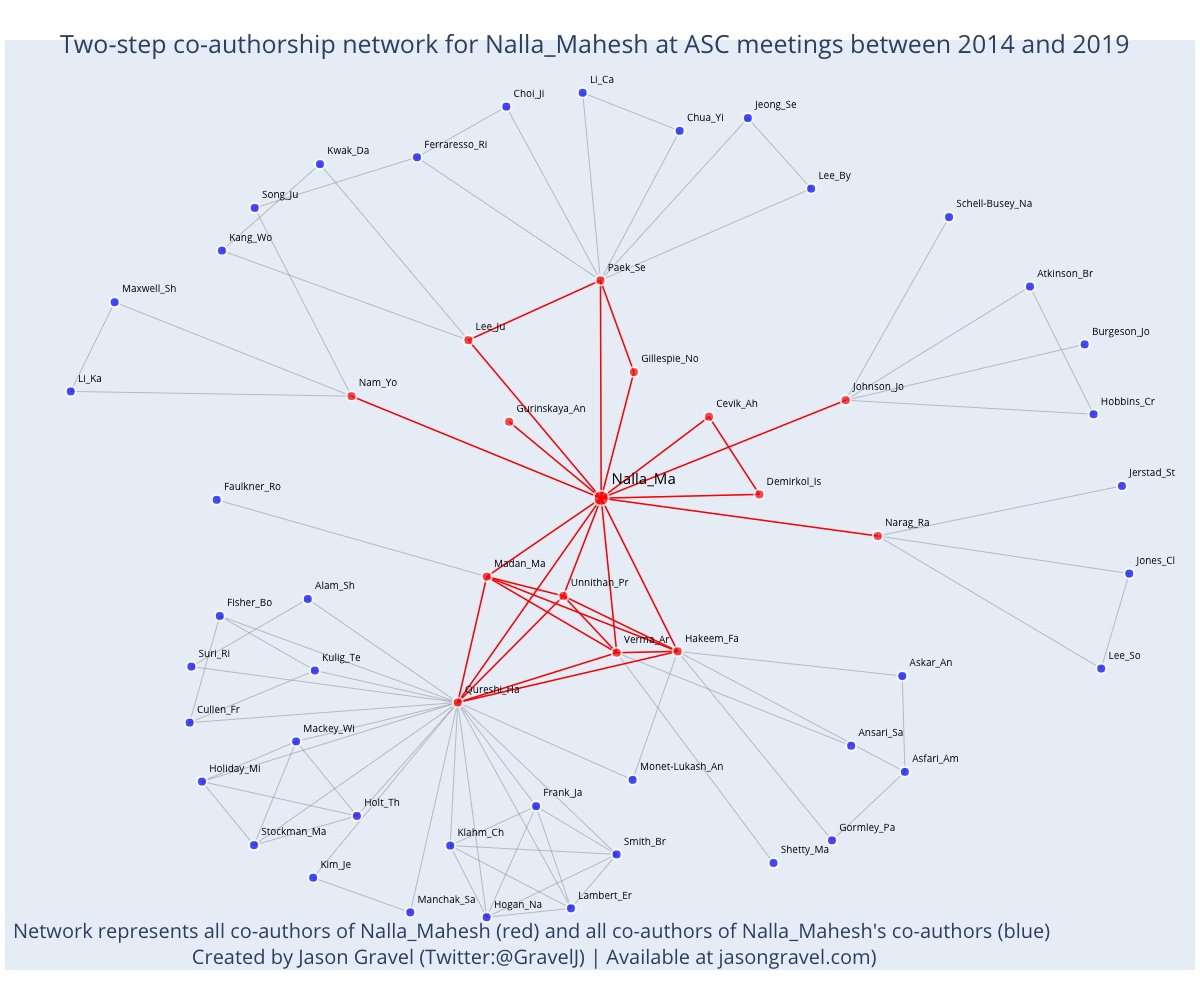 Two-step co-authorship network for Nalla_Mahesh at ASC meetings between 2014 and 2019
Li_Ca
Choi_Ji
Jeong_Se
Chua_Yi
Ferraresso_Ri
Kwak_Da
Lee_By
Song_Ju
Schell-Busey_Na
Kang_Wo
Paek_Se
Atkinson_Br
Maxwell_Sh
Lee_Ju
Burgeson_Jo
Gillespie_No
Li_Ka
Nam_Yo
Johnson_Jo
Hobbins_Cr
Cevik_Ah
Gurinskaya_An
Jerstad_St
Nalla_Ma
Demirkol_Is
Faulkner_Ro
Narag_Ra
Jones_Cl
Madan_Ma
Unnithan_Pr
Alam_Sh
Fisher_Bo
Verma_Ar
Hakeem_Fa
Lee_So
Suri_Ri
Kulig_Te
Askar_An
Qureshi_Ha
Cullen_Fr
Mackey_Wi
Ansari_Sa
Asfari_Am
Holiday_Mi
Monet-Lukash_An
Frank_Ja
Holt_Th
Stockman_Ma
Klahm_Ch
Gormley_Pa
Smith_Br
Shetty_Ma
Kim_Je
Manchak_Sa
Hogan_Na
Lambert_Er
Network represents all co-authors of Nalla_Mahesh (red) and all co-authors of Nalla_Mahesh's co-authors (blue)
Created by Jason Gravel (Twitter:@GravelJ) | Available at jasongravel.com)